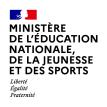 MINISTÈRE
DE L'ÉDUCATION
NATIONALE,
DE LA JEUNESSE
ET DES SPORTS
Liberté
Égalité
Fraternité